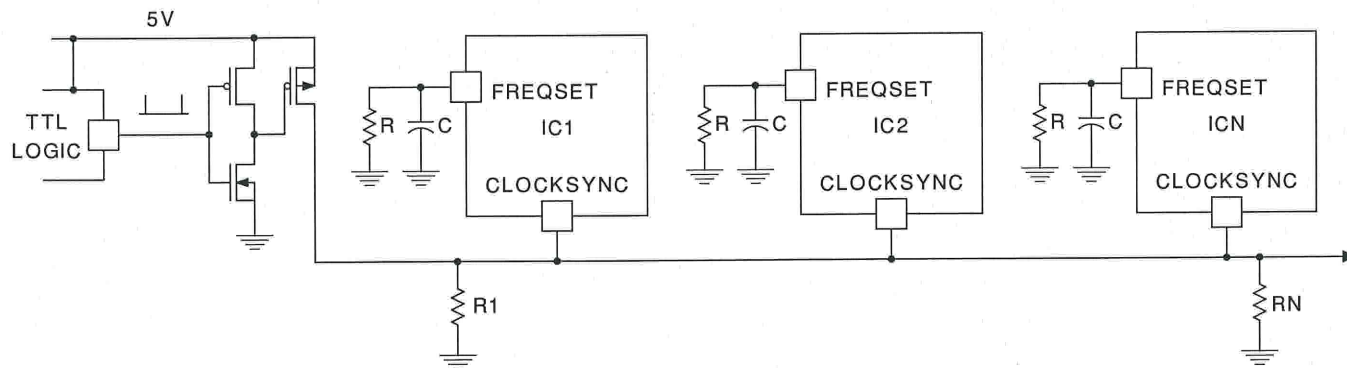 5V
TTL
LOGIC
R
C
FREQSET
IC1
CLOCKSYNC
R
C
FREQSET
IC2
CLOCKSYNC
R
C
FREQSET
ICN
CLOCKSYNC
R1
RN